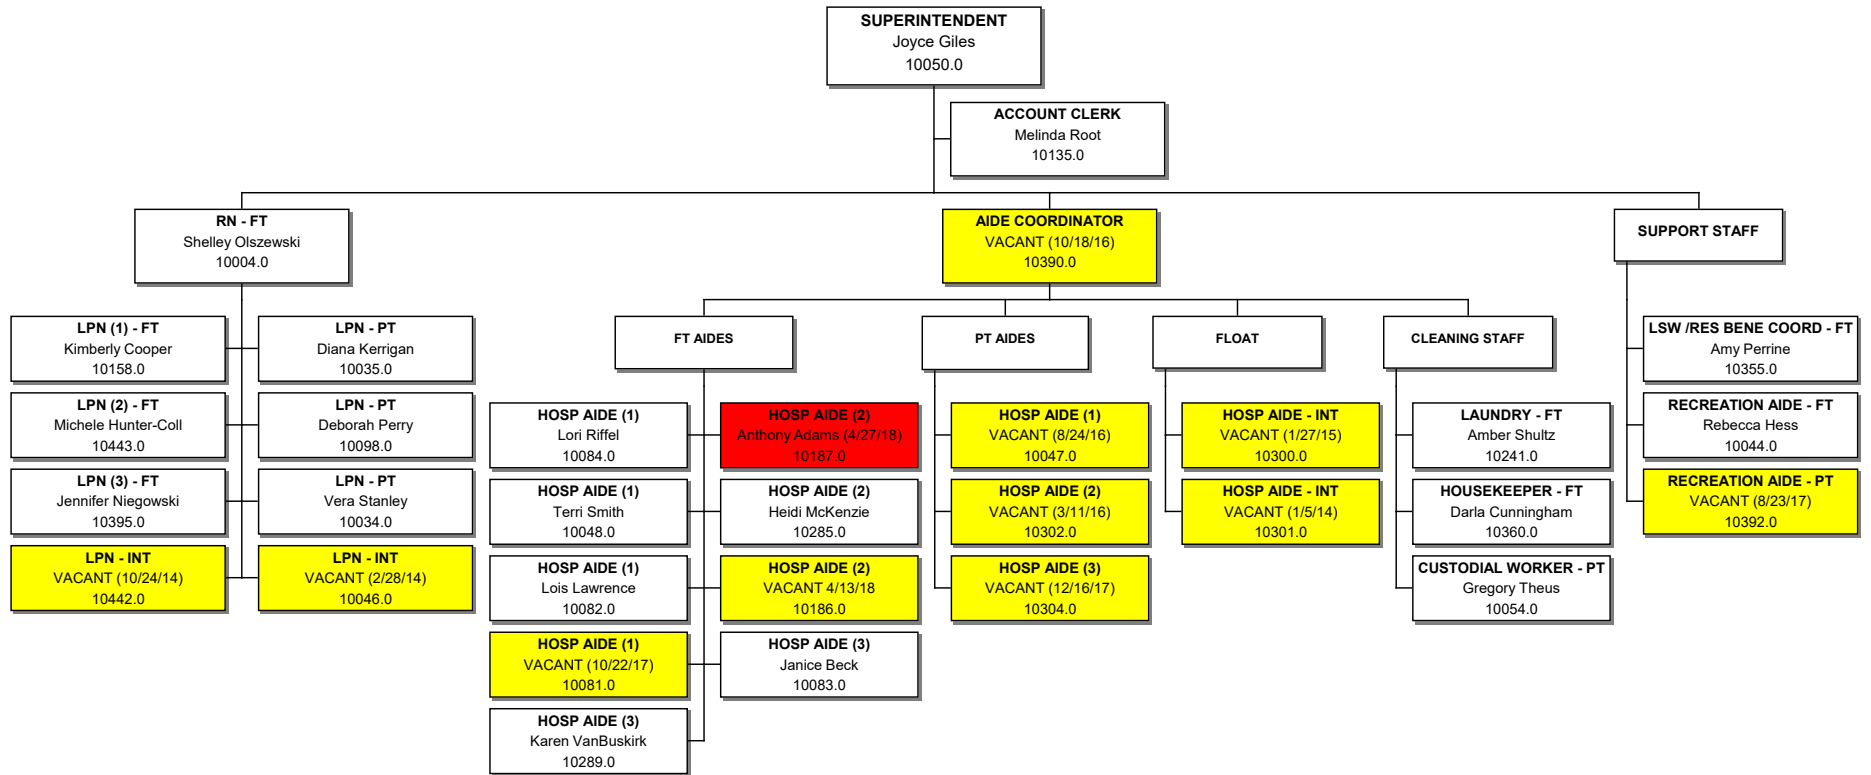 SUPERINTENDENT
Joyce Giles
10050.0
ACCOUNT CLERK
Melinda Root
10135.0
RN - FT
Shelley Olszewski
10004.0
AIDE COORDINATOR
VACANT (10/18/16)
10390.0
SUPPORT STAFF
LPN (1) - FT
Kimberly Cooper
10158.0
LPN - PT
Diana Kerrigan
10035.0
LPN (2) - FT
Michele Hunter-Coll
10443.0
LPN - PT
Deborah Perry
10098.0
LPN (3) - FT
Jennifer Niegowski
10395.0
LPN - PT
Vera Stanley
10034.0
LPN - INT
VACANT (10/24/14)
10442.0
LPN - INT
VACANT (2/28/14)
10046.0
FT AIDES
HOSP AIDE (1)
Lori Riffel
10084.0
HOSP AIDE (2)
Anthony Adams (4/27/18)
10187.0
HOSP AIDE (1)
Terri Smith
10048.0
HOSP AIDE (2)
Heidi McKenzie
10285.0
HOSP AIDE (1)
Lois Lawrence
10082.0
HOSP AIDE (2)
VACANT 4/13/18
10186.0
HOSP AIDE (1)
VACANT (10/22/17)
10081.0
HOSP AIDE (3)
Janice Beck
10083.0
HOSP AIDE (3)
Karen VanBuskirk
10289.0
PT AIDES
HOSP AIDE (1)
VACANT (8/24/16)
10047.0
HOSP AIDE (2)
VACANT (3/11/16)
10302.0
HOSP AIDE (3)
VACANT (12/16/17)
10304.0
FLOAT
HOSP AIDE - INT
VACANT (1/27/15)
10300.0
HOSP AIDE - INT
VACANT (1/5/14)
10301.0
CLEANING STAFF
LAUNDRY - FT
Amber Shultz
10241.0
HOUSEKEEPER - FT
Darla Cunningham
10360.0
CUSTODIAL WORKER - PT
Gregory Theus
10054.0
LSW /RES BENE COORD - FT
Amy Perrine
10355.0
RECREATION AIDE - FT
Rebecca Hess
10044.0
RECREATION AIDE - PT
VACANT (8/23/17)
10392.0